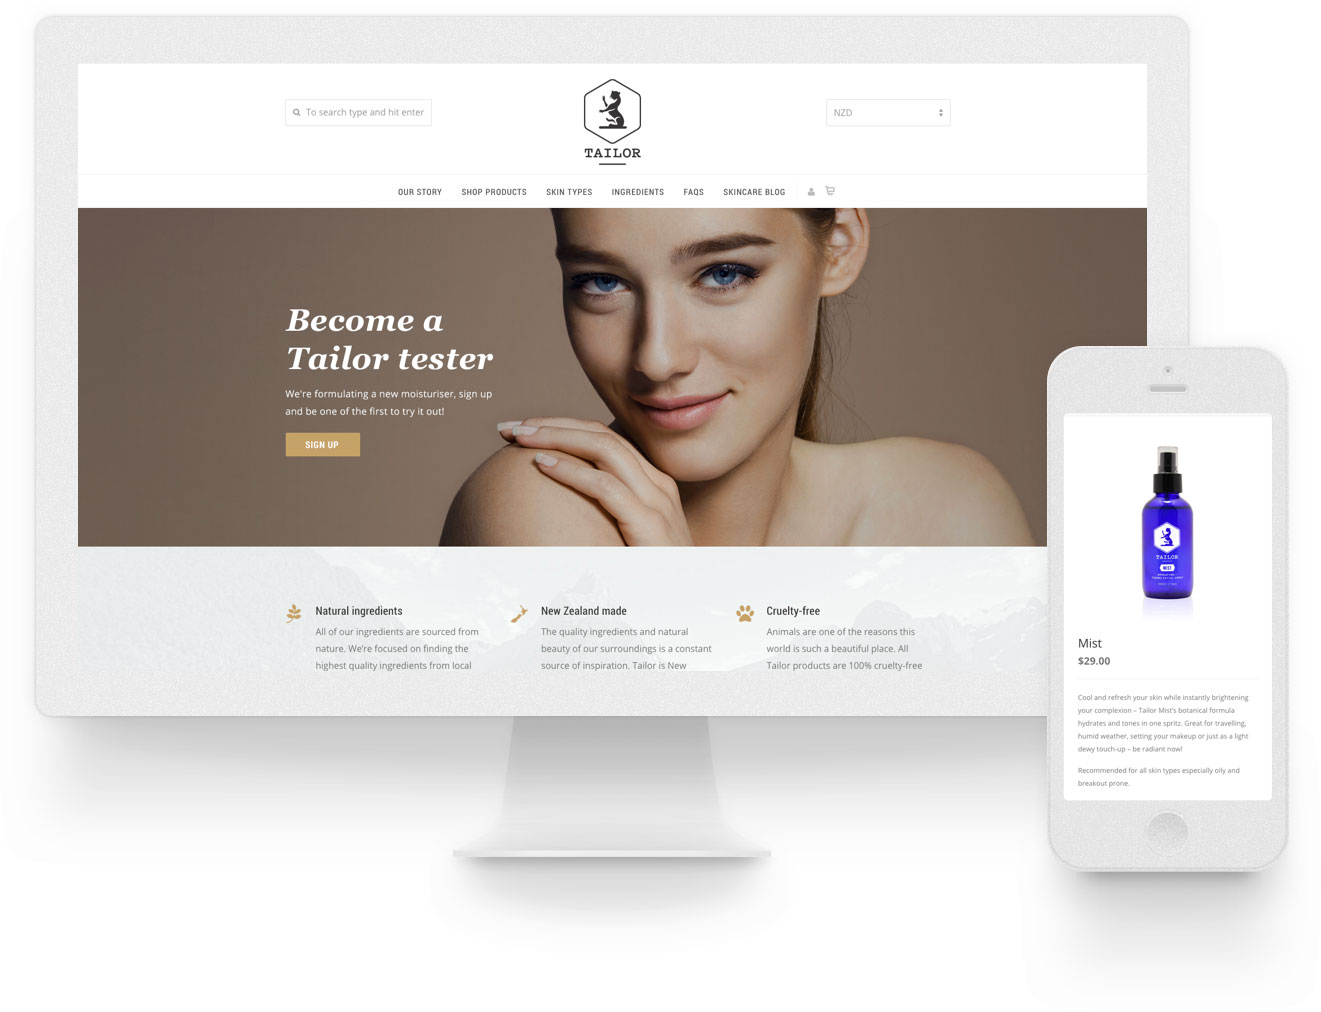 To search type and hit enter
TAILOR
NZD
OUR STORY
SHOP PRODUCTS
SKIN TYPES
INGREDIENTS
FAQS
SKINCARE BLOG
Become a
Tailor tester
We're formulating a new moisturiser, sign up
and be one of the first to try it out!
SIGN UP
Natural ingredients
All of our ingredients are sourced from
nature. We're focused on finding the
highest quality ingredients from local
New Zealand made
The quality ingredients and natural
beauty of our surroundings is a constant
source of inspiration. Tailor is New
Cruelty-free
Animals are one of the reasons this
world is such a beautiful place. All
Tailor products are 100% cruelty-free
TAILOR
MIST
Mist
$29.00
Cool and refresh your skin while instantly brightening
your complexion – Tailor Mist's botanical formula
hydrates and tones in one spritz. Great for travelling,
humid weather, setting your makeup or just as a light
dewy touch-up – be radiant now!
Recommended for all skin types especially oily and
breakout prone.